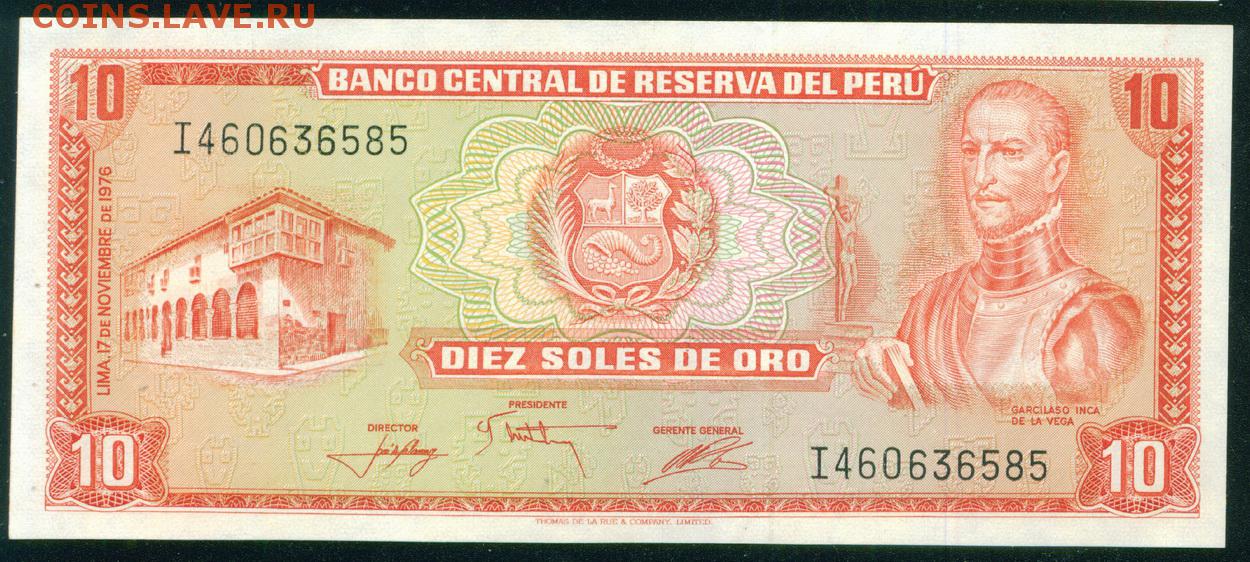 COINS.LAVE.RU
10
BANCO CENTRAL DE RESERVA DEL PERÚ
10
I460636585
LIMA, 17 DE NOVIEMBRE DE 1976
DIEZ SOLES DE ORO
GARCILASO INCA
DE LA VEGA
PRESIDENTE
DIRECTOR
GERENTE GENERAL
10
I460636585
10
THOMAS DE LA RUE & COMPANY, LIMITED.